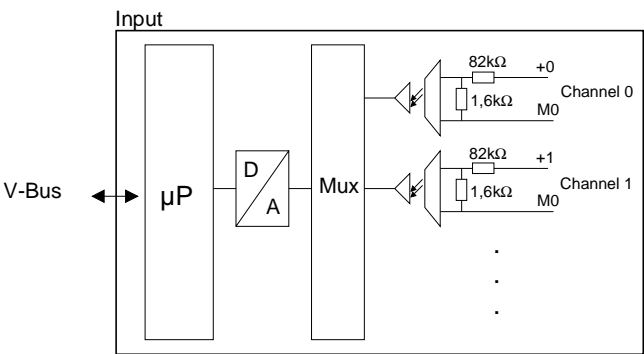 Input
82kΩ
+0
Channel 0
1,6kΩ
M0
82kΩ
+1
Channel 1
1,6kΩ
M0
V-Bus
µP
D
A
Mux
.
.
.